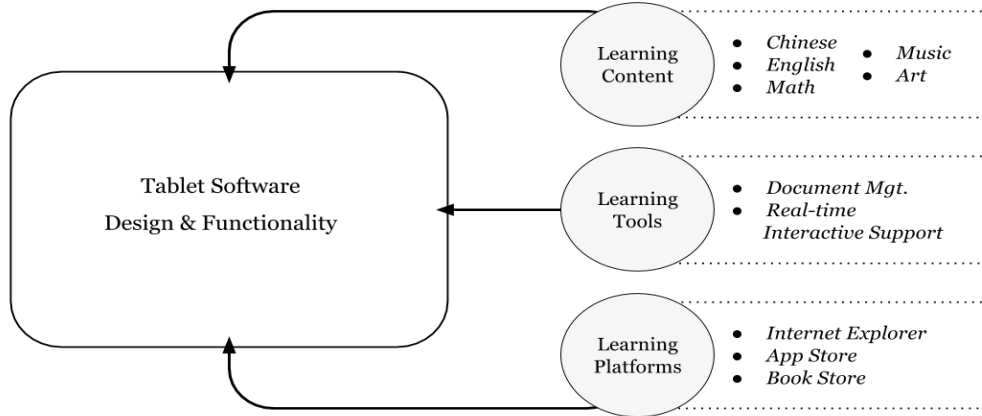 Learning
Content
● Chinese
● English
● Math
● Music
● Art
Tablet Software
Design & Functionality
Learning
Tools
● Document Mgt.
● Real-time
Interactive Support
Learning
Platforms
● Internet Explorer
● App Store
● Book Store